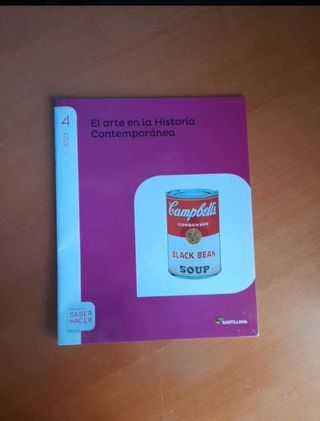 4
ESO
El arte en la Historia
Contemporánea
Campbell's
CONDENSED
BLACK BEAN
SOUP
SABER
HACER
SANTILLANA